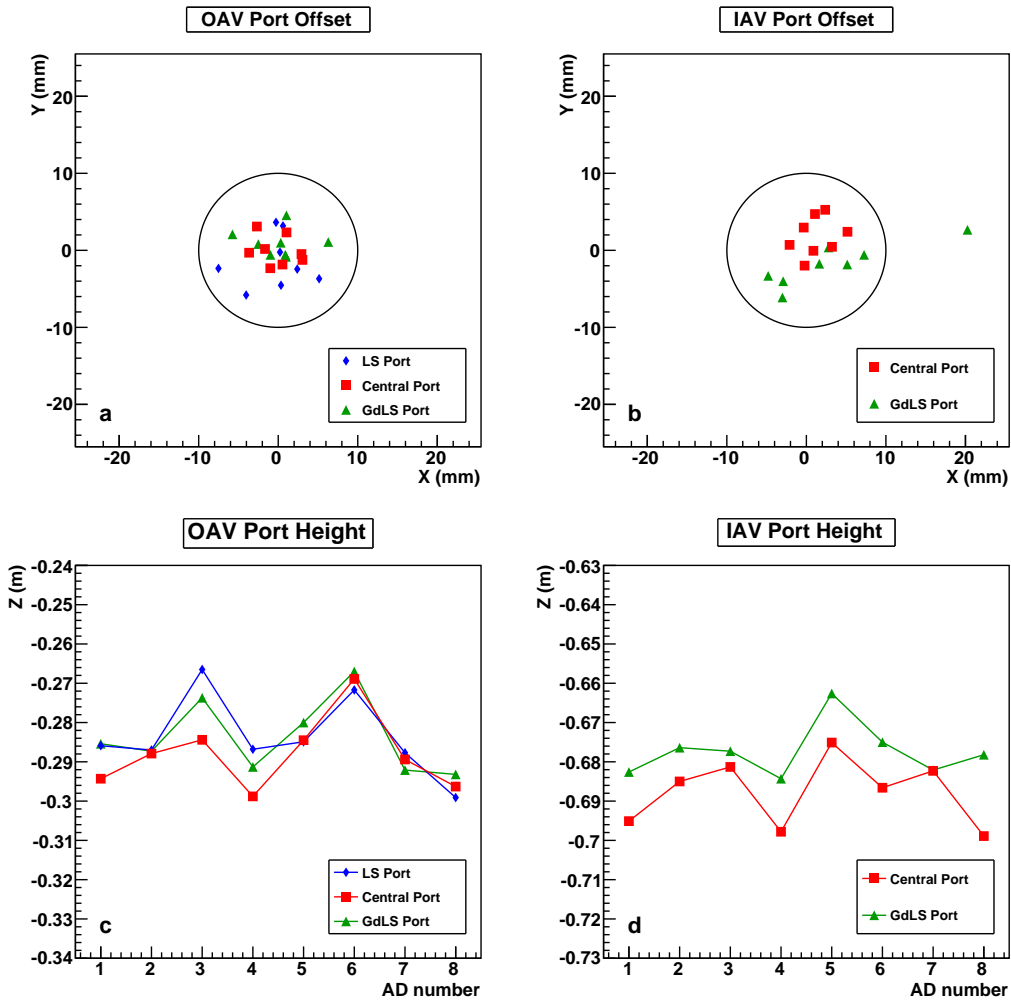 OAV Port Offset
Y (mm)
20
10
0
-10
-20
LS Port
Central Port
GdLS Port
a
-20 -10 0 10 20
X (mm)
IAV Port Offset
Y (mm)
20
10
0
-10
-20
Central Port
GdLS Port
b
-20 -10 0 10 20
X (mm)
OAV Port Height
Z (m)
-0.24
-0.25
-0.26
-0.27
-0.28
-0.29
-0.3
-0.31
-0.32
-0.33
-0.34
LS Port
Central Port
GdLS Port
c
1 2 3 4 5 6 7 8
AD number
IAV Port Height
Z (m)
-0.63
-0.64
-0.65
-0.66
-0.67
-0.68
-0.69
-0.7
-0.71
-0.72
-0.73
Central Port
GdLS Port
d
1 2 3 4 5 6 7 8
AD number